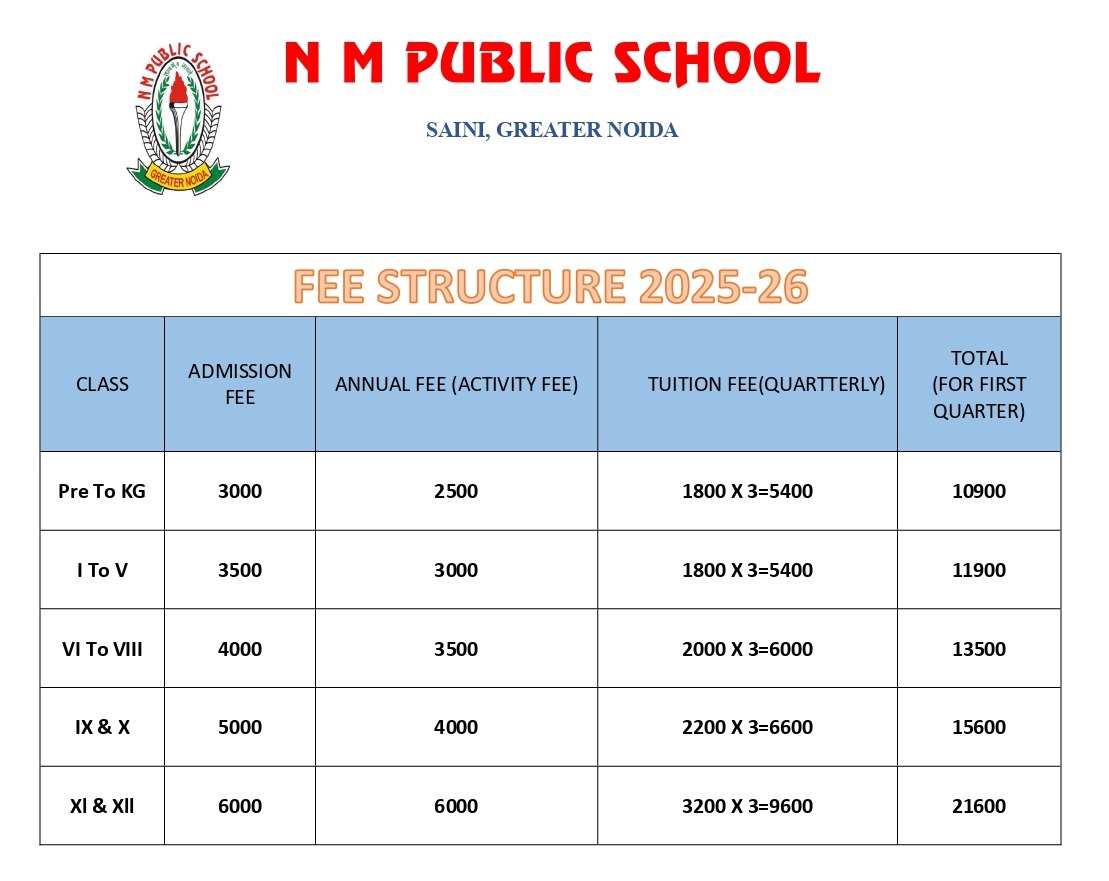 N M PUBLIC SCHOOL
GREATER NOIDA
N M PUBLIC SCHOOL
SAINI, GREATER NOIDA
FEE STRUCTURE 2025-26
CLASS
ADMISSION
FEE
ANNUAL FEE (ACTIVITY FEE)
TUITION FEE(QUARTTERLY)
TOTAL
(FOR FIRST
QUARTER)
Pre To KG 3000 2500 1800 X 3=5400 10900
I To V 3500 3000 1800 X 3=5400 11900
VI To VIII 4000 3500 2000 X 3=6000 13500
IX & X 5000 4000 2200 X 3=6600 15600
Xl & Xll 6000 6000 3200 X 3=9600 21600